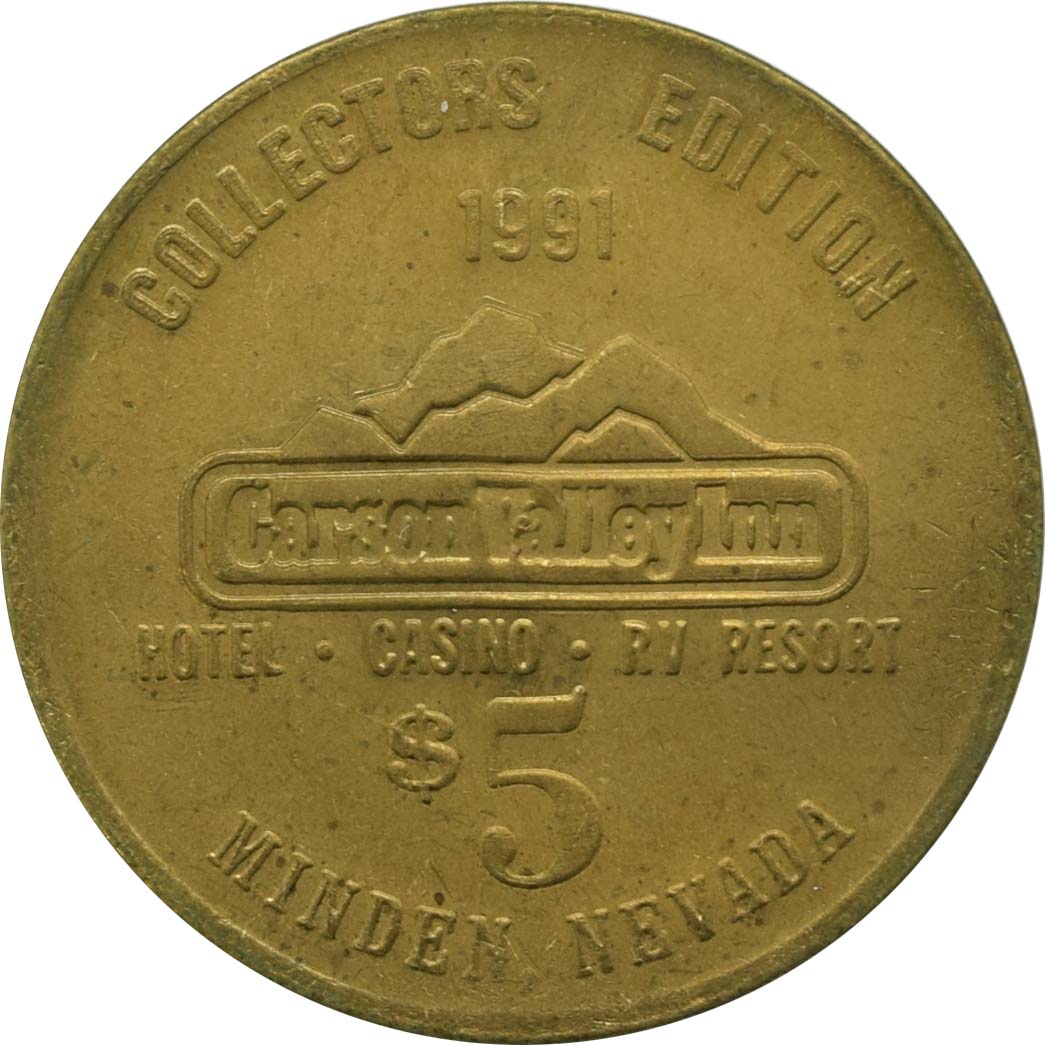 COLLECTORS EDITION
1991
Carson Valley Inn
HOTEL · CASINO · RV RESORT
$5
MINDEN NEVADA